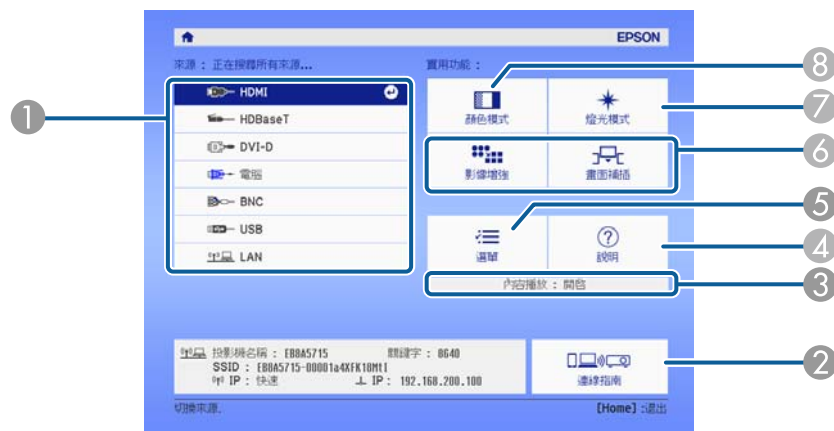 EPSON
來源 : 正在搜尋所有來源...
實用功能 :
HDMI
HDBaseT
DVI-D
電腦
BNC
USB
LAN
顏色模式
燈光模式
影像增強
畫面補插
選單
說明
內容播放 : 開啓
投影機名稱 : EB8A5715
關鍵字 : 8640
SSID : EB8A5715-00001a4XFK18MtI
IP : 快速
IP : 192.168.200.100
連線指南
切換來源.
[Home] :退出
1
8
7
6
5
4
3
2